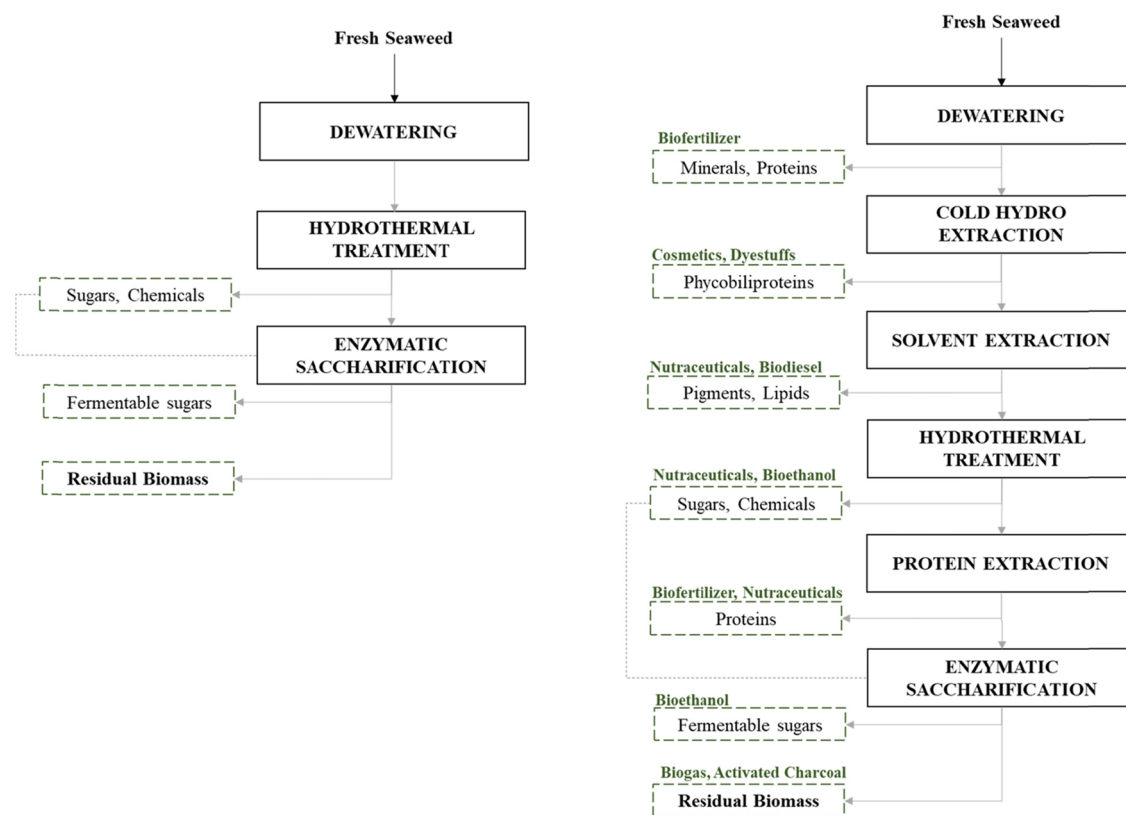 Fresh Seaweed
DEWATERING
HYDROTHERMAL
TREATMENT
Sugars, Chemicals
ENZYMATIC
SACCHARIFICATION
Fermentable sugars
Residual Biomass
Fresh Seaweed
DEWATERING
Biofertilizer
Minerals, Proteins
COLD HYDRO
EXTRACTION
Cosmetics, Dyestuffs
Phycobiliproteins
SOLVENT EXTRACTION
Nutraceuticals, Biodiesel
Pigments, Lipids
HYDROTHERMAL
TREATMENT
Nutraceuticals, Bioethanol
Sugars, Chemicals
PROTEIN EXTRACTION
Biofertilizer, Nutraceuticals
Proteins
ENZYMATIC
SACCHARIFICATION
Bioethanol
Fermentable sugars
Biogas, Activated Charcoal
Residual Biomass